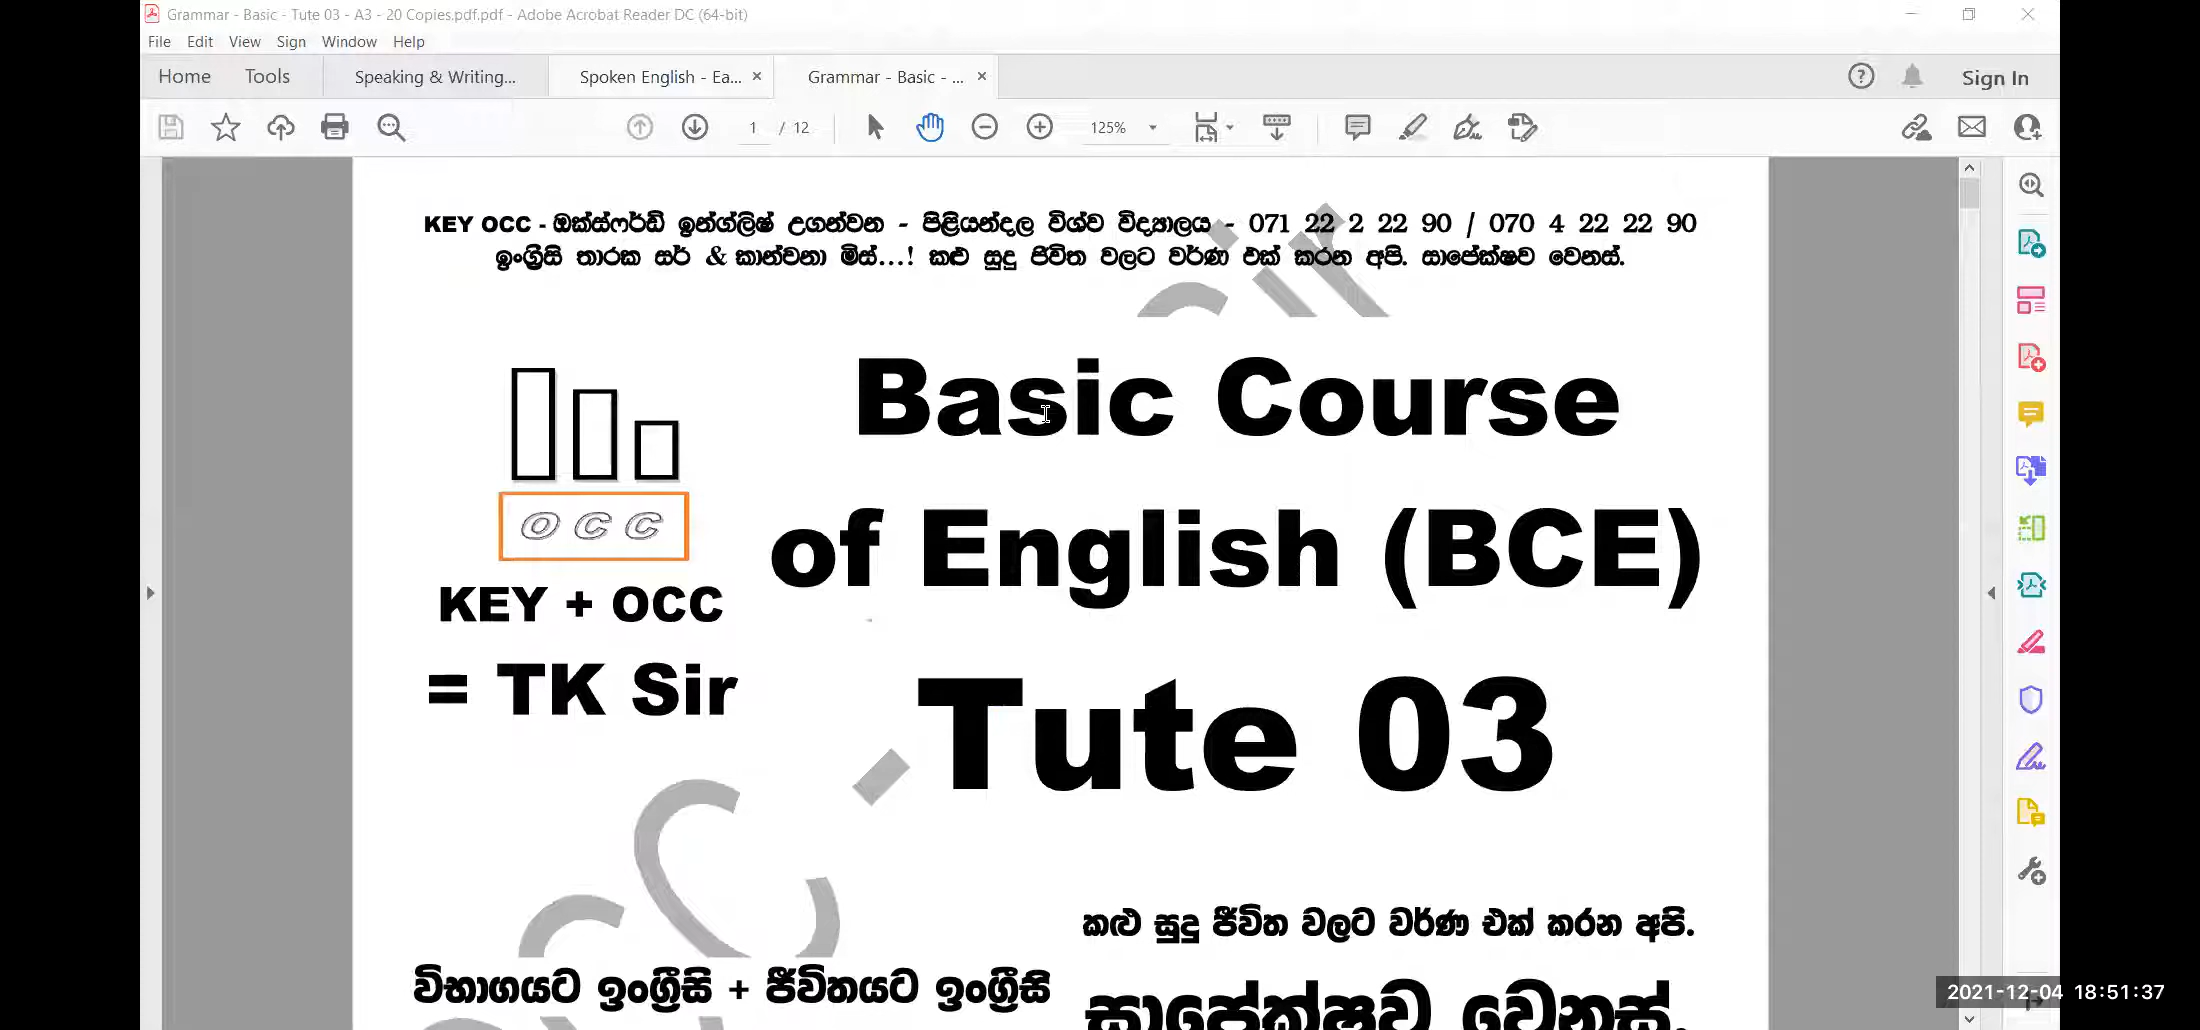 Grammar - Basic - Tute 03 - A3 - 20 Copies.pdf.pdf - Adobe Acrobat Reader DC (64-bit)
File Edit View Sign Window Help
Home Tools Speaking & Writing... Spoken English - Ea... × Grammar - Basic - ... × Sign In
1 / 12 125%
KEY OCC - ඔක්ස්ෆර්ඩ් ඉන්ග්ලිෂ් උගන්වන - පිළියන්දල විශ්ව විද්‍යාලය - 071 22 2 22 90 / 070 4 22 22 90
ඉංග්‍රීසි තාරක සර් & කාන්චනා මිස්...! කළු සුදු ජීවිත වලට වර්ණ එක් කරන අපි. සාපේක්ෂව වෙනස්.
Basic Course
of English (BCE)
OCC
KEY + OCC
= TK Sir
Tute 03
කළු සුදු ජීවිත වලට වර්ණ එක් කරන අපි.
විභාගයට ඉංග්‍රීසි + ජීවිතයට ඉංග්‍රීසි
සාපේක්ෂව වෙනස්.
2021-12-04 18:51:37